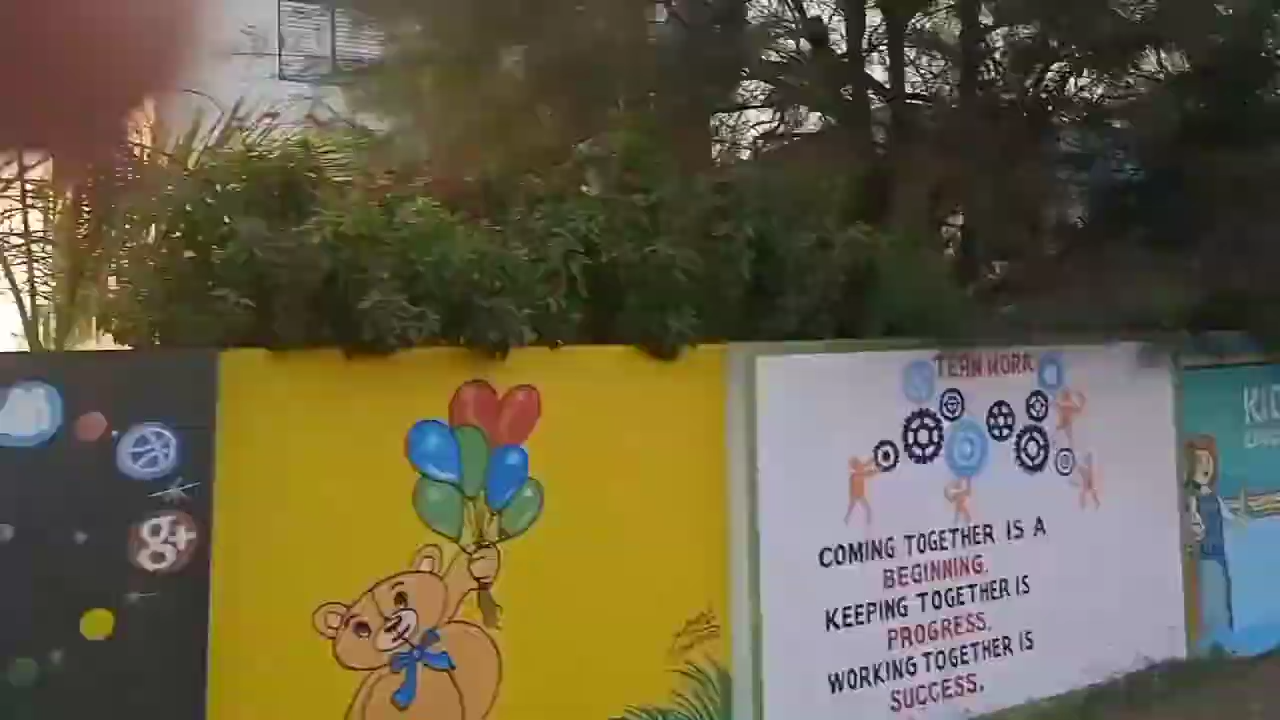 g+
TEAM WORK
COMING TOGETHER IS A
BEGINNING.
KEEPING TOGETHER IS
PROGRESS.
WORKING TOGETHER IS
SUCCESS.